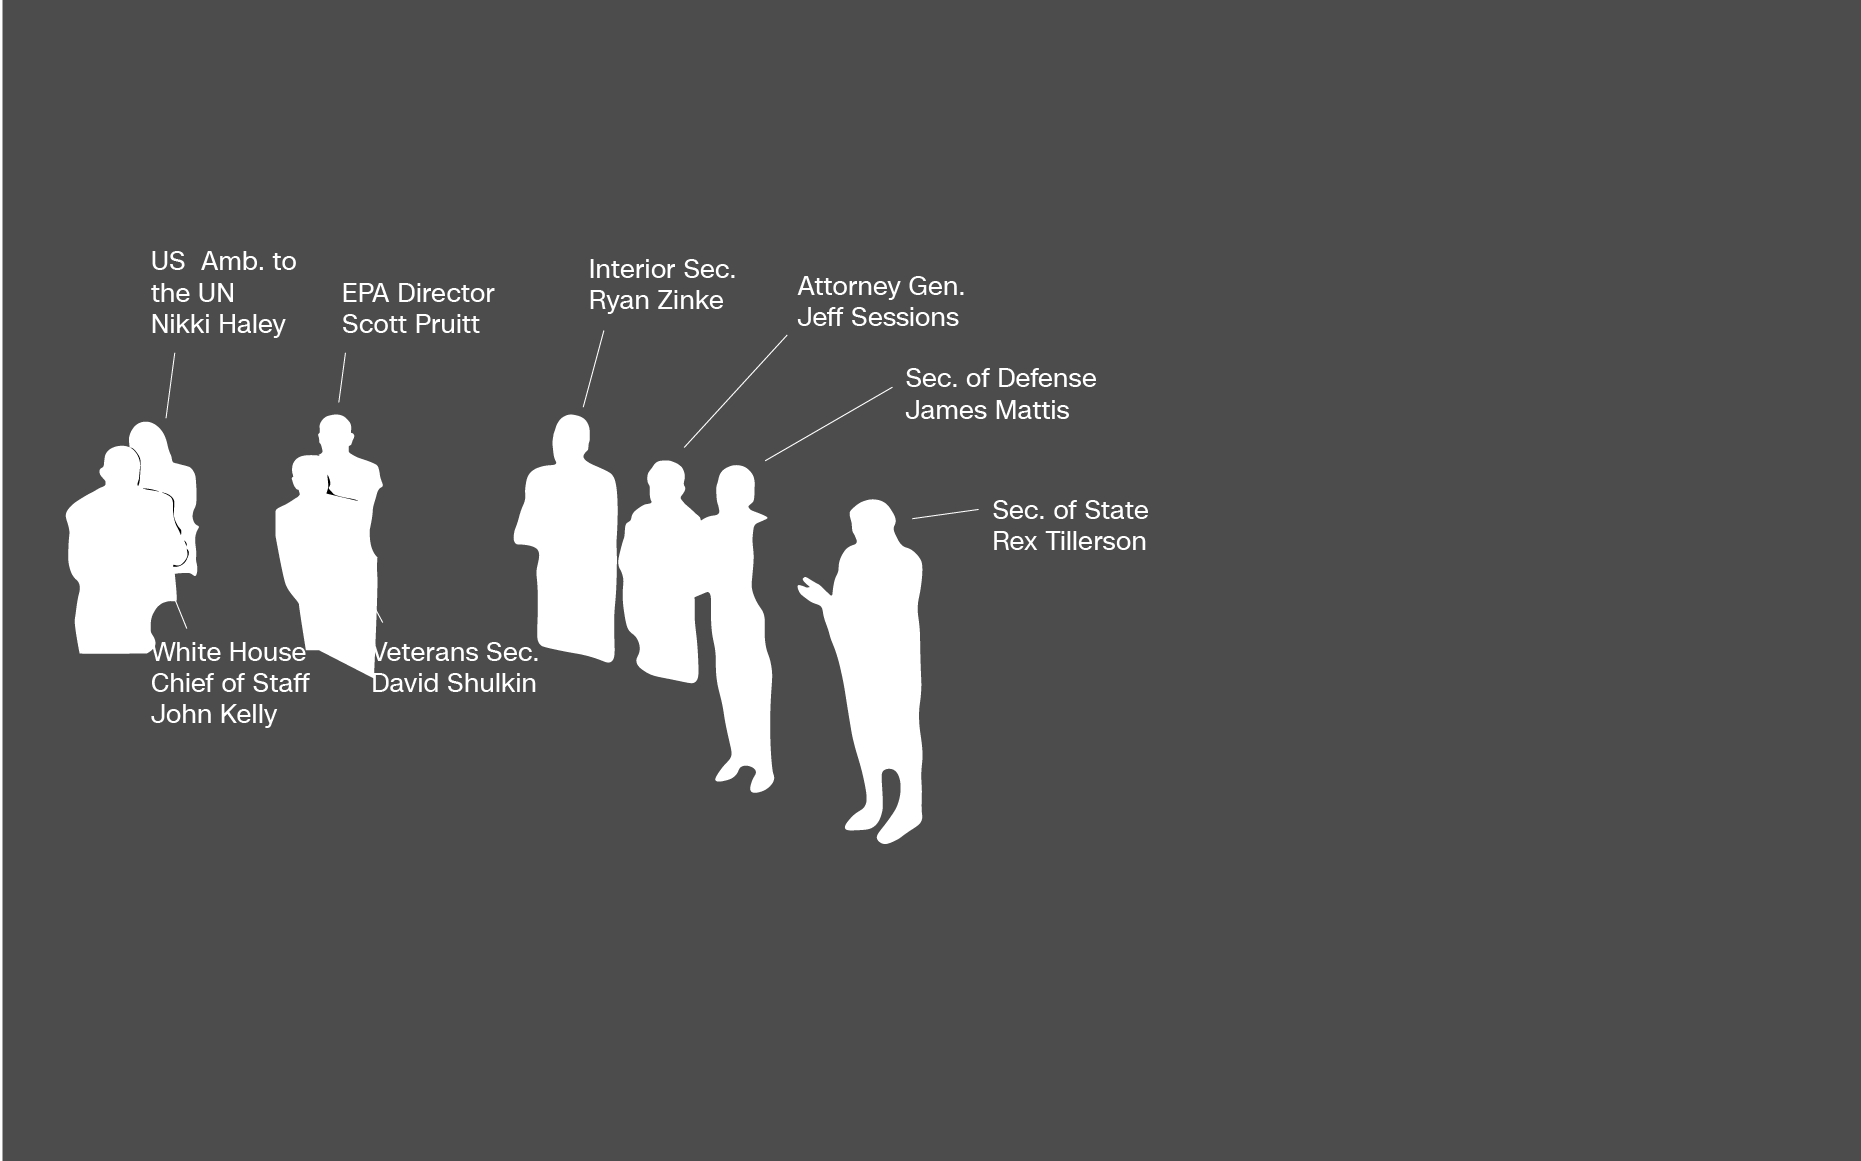 US  Amb. to
the UN
Nikki Haley
EPA Director
Scott Pruitt
Interior Sec.
Ryan Zinke
Attorney Gen.
Jeff Sessions
Sec. of Defense
James Mattis
Sec. of State
Rex Tillerson
White House
Chief of Staff
John Kelly
Veterans Sec.
David Shulkin